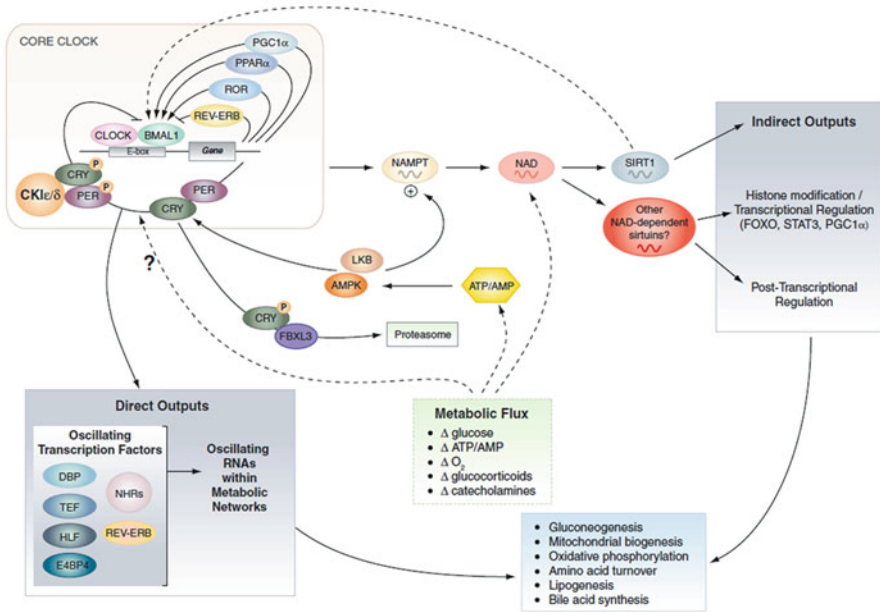 CORE CLOCK
PGC1α
PPARα
ROR
REV-ERB
CLOCK
BMAL1
E-box
Gene
CRY
P
PER
P
CKIε/δ
PER
CRY
NAMPT
+
NAD
SIRT1
Other
NAD-dependent
sirtuins?
Indirect Outputs
Histone modification /
Transcriptional Regulation
(FOXO, STAT3, PGC1α)
Post-Transcriptional
Regulation
?
LKB
AMPK
ATP/AMP
CRY
P
FBXL3
Proteasome
Direct Outputs
Oscillating
Transcription Factors
DBP
TEF
HLF
E4BP4
NHRs
REV-ERB
Oscillating
RNAs
within
Metabolic
Networks
Metabolic Flux
• Δ glucose
• Δ ATP/AMP
• Δ O2
• Δ glucocorticoids
• Δ catecholamines
• Gluconeogenesis
• Mitochondrial biogenesis
• Oxidative phosphorylation
• Amino acid turnover
• Lipogenesis
• Bile acid synthesis